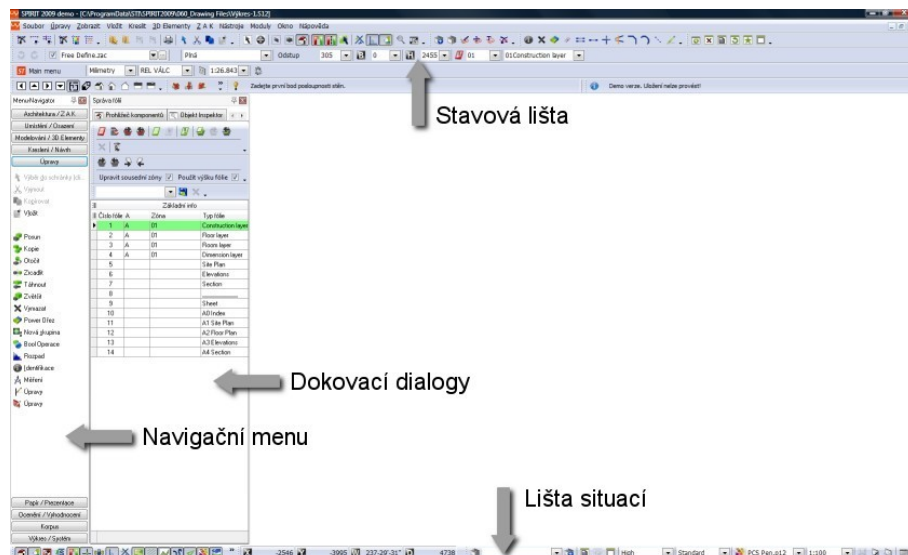 SPIRIT 2009 demo - [C:\ProgramData\STI\SPIRIT2009\060_Drawing Files\Výkres-1.S12]
Soubor Úpravy Zobrazit Vložit Kreslit 3D Elementy Z A K Nástroje Moduly Okno Nápověda
Free Define.zac Plná Odstup 305 0 2455 01 01Construction layer
Main menu Milimetry REL VÁLC 1:26.843
Zadejte první bod posloupnosti stěn. Demo verze. Uložení nelze provést!
Stavová lišta
Menu/Navigator
Architektura / Z.A.K.
Umístění / Osazení
Modelování / 3D Elementy
Kreslení / Návrh
Úpravy
Vyjmout
Kopírovat
Vložit
Posun
Kopie
Otočit
Zrcadlit
Táhnout
Zvětšit
Vymazat
Power Ořez
Nová skupina
Bool Operace
Rozpad
Identifikace
Měření
Úpravy
Úpravy
Papír / Prezentace
Ocenění / Vyhodnocení
Korpus
Výkres / Systém
Správa fólií
Prohlížeč komponentů Objekt Inspektor
Upravit sousední zóny Použít výšku fólie
Základní info
Číslo fólie A Zóna Typ fólie
1 A 01 Construction layer
2 A 01 Floor layer
3 A 01 Room layer
4 A 01 Dimension layer
5 Site Plan
6 Elevations
7 Section
8
9 Sheet
10 A0 Index
11 A1 Site Plan
12 A2 Floor Plan
13 A3 Elevations
14 A4 Section
Dokovací dialogy
Navigační menu
Lišta situací
-2546 -3995 237-29'-31" 4738 High Standard PCS Pen.p12 1:100